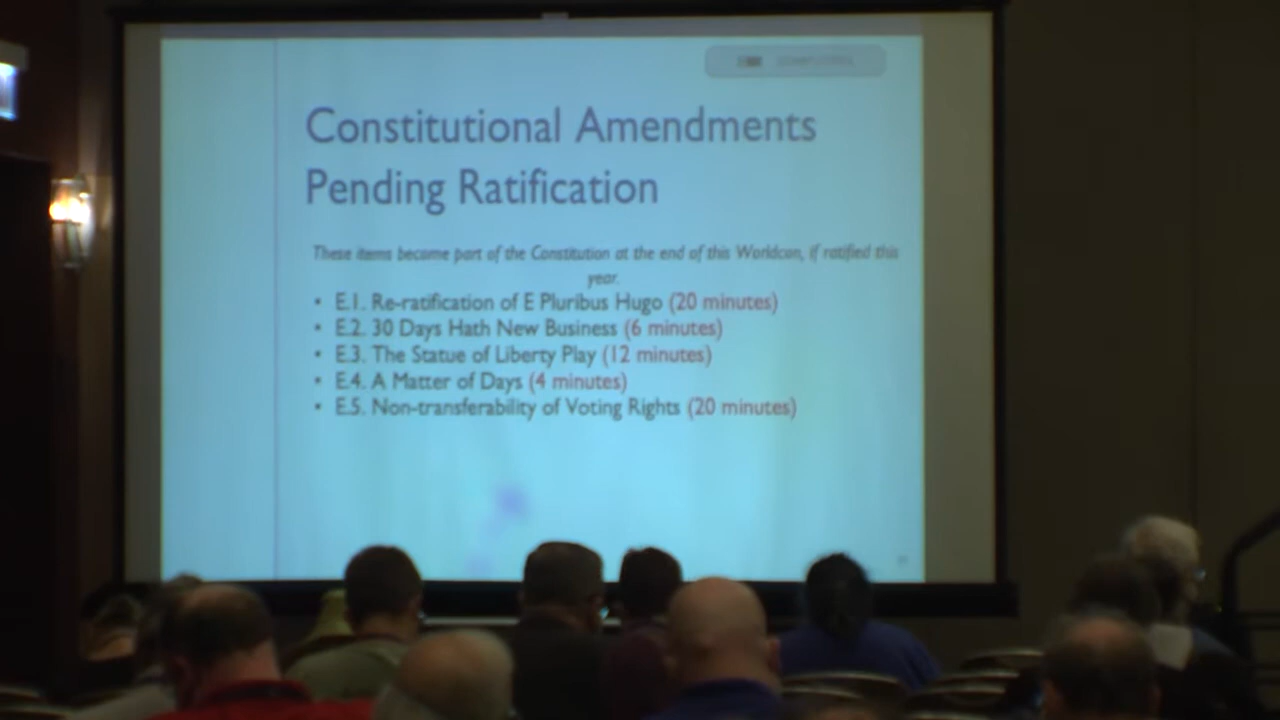 Constitutional Amendments
Pending Ratification
These items become part of the Constitution at the end of this Worldcon, if ratified this
year.
• E.1. Re-ratification of E Pluribus Hugo (20 minutes)
• E.2. 30 Days Hath New Business (6 minutes)
• E.3. The Statue of Liberty Play (12 minutes)
• E.4. A Matter of Days (4 minutes)
• E.5. Non-transferability of Voting Rights (20 minutes)